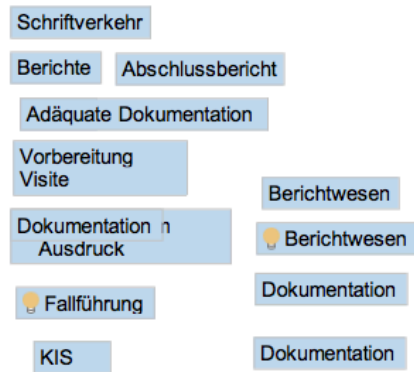 Schriftverkehr
Berichte
Abschlussbericht
Adäquate Dokumentation
Vorbereitung
Visite
Berichtwesen
Dokumentation
Ausdruck
Berichtwesen
Fallführung
Dokumentation
KIS
Dokumentation